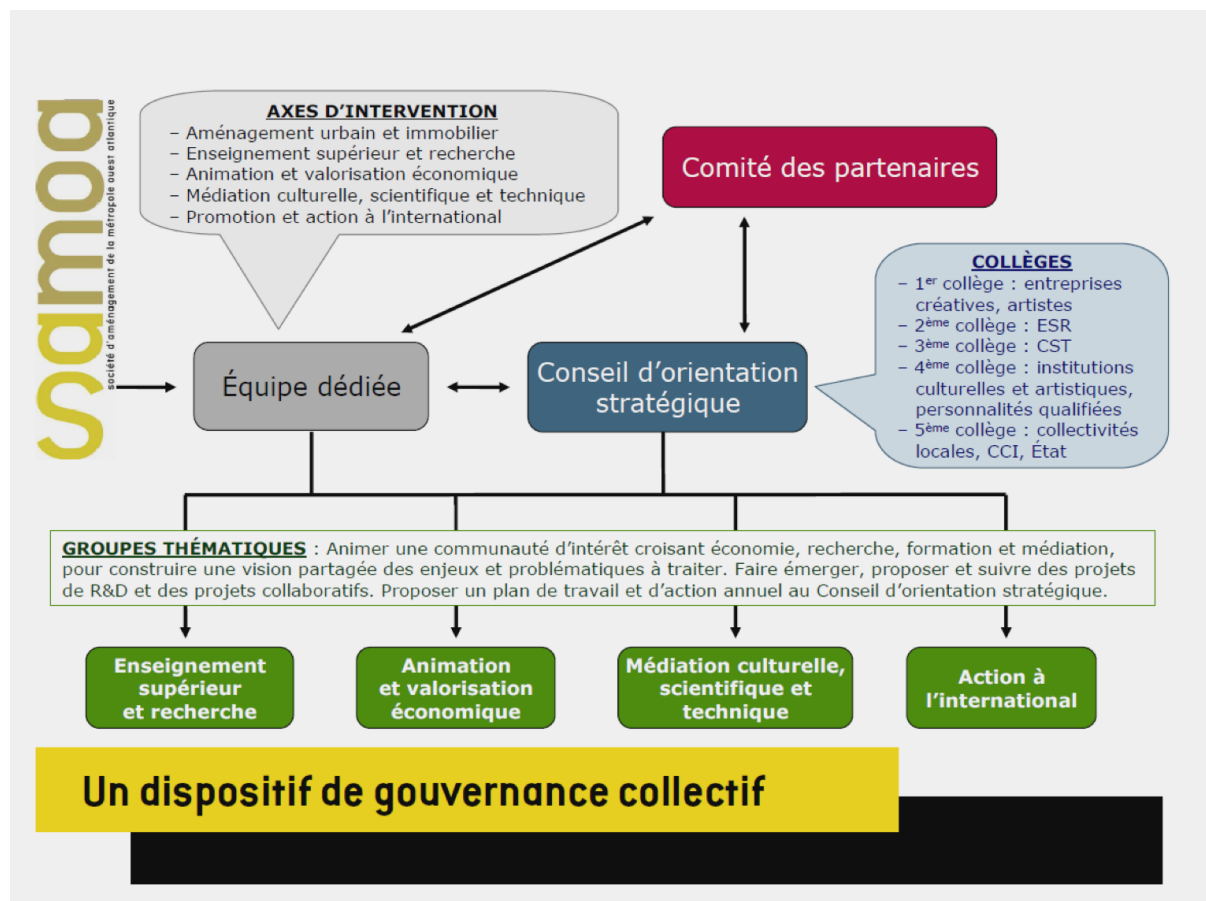 samoa
société d'aménagement de la métropole ouest atlantique
AXES D'INTERVENTION
– Aménagement urbain et immobilier
– Enseignement supérieur et recherche
– Animation et valorisation économique
– Médiation culturelle, scientifique et technique
– Promotion et action à l'international
Comité des partenaires
COLLÈGES
– 1er collège : entreprises
créatives, artistes
– 2ème collège : ESR
– 3ème collège : CST
– 4ème collège : institutions
culturelles et artistiques,
personnalités qualifiées
– 5ème collège : collectivités
locales, CCI, État
Équipe dédiée
Conseil d'orientation
stratégique
GROUPES THÉMATIQUES : Animer une communauté d'intérêt croisant économie, recherche, formation et médiation,
pour construire une vision partagée des enjeux et problématiques à traiter. Faire émerger, proposer et suivre des projets
de R&D et des projets collaboratifs. Proposer un plan de travail et d'action annuel au Conseil d'orientation stratégique.
Enseignement
supérieur
et recherche
Animation
et valorisation
économique
Médiation culturelle,
scientifique et
technique
Action à
l'international
Un dispositif de gouvernance collectif